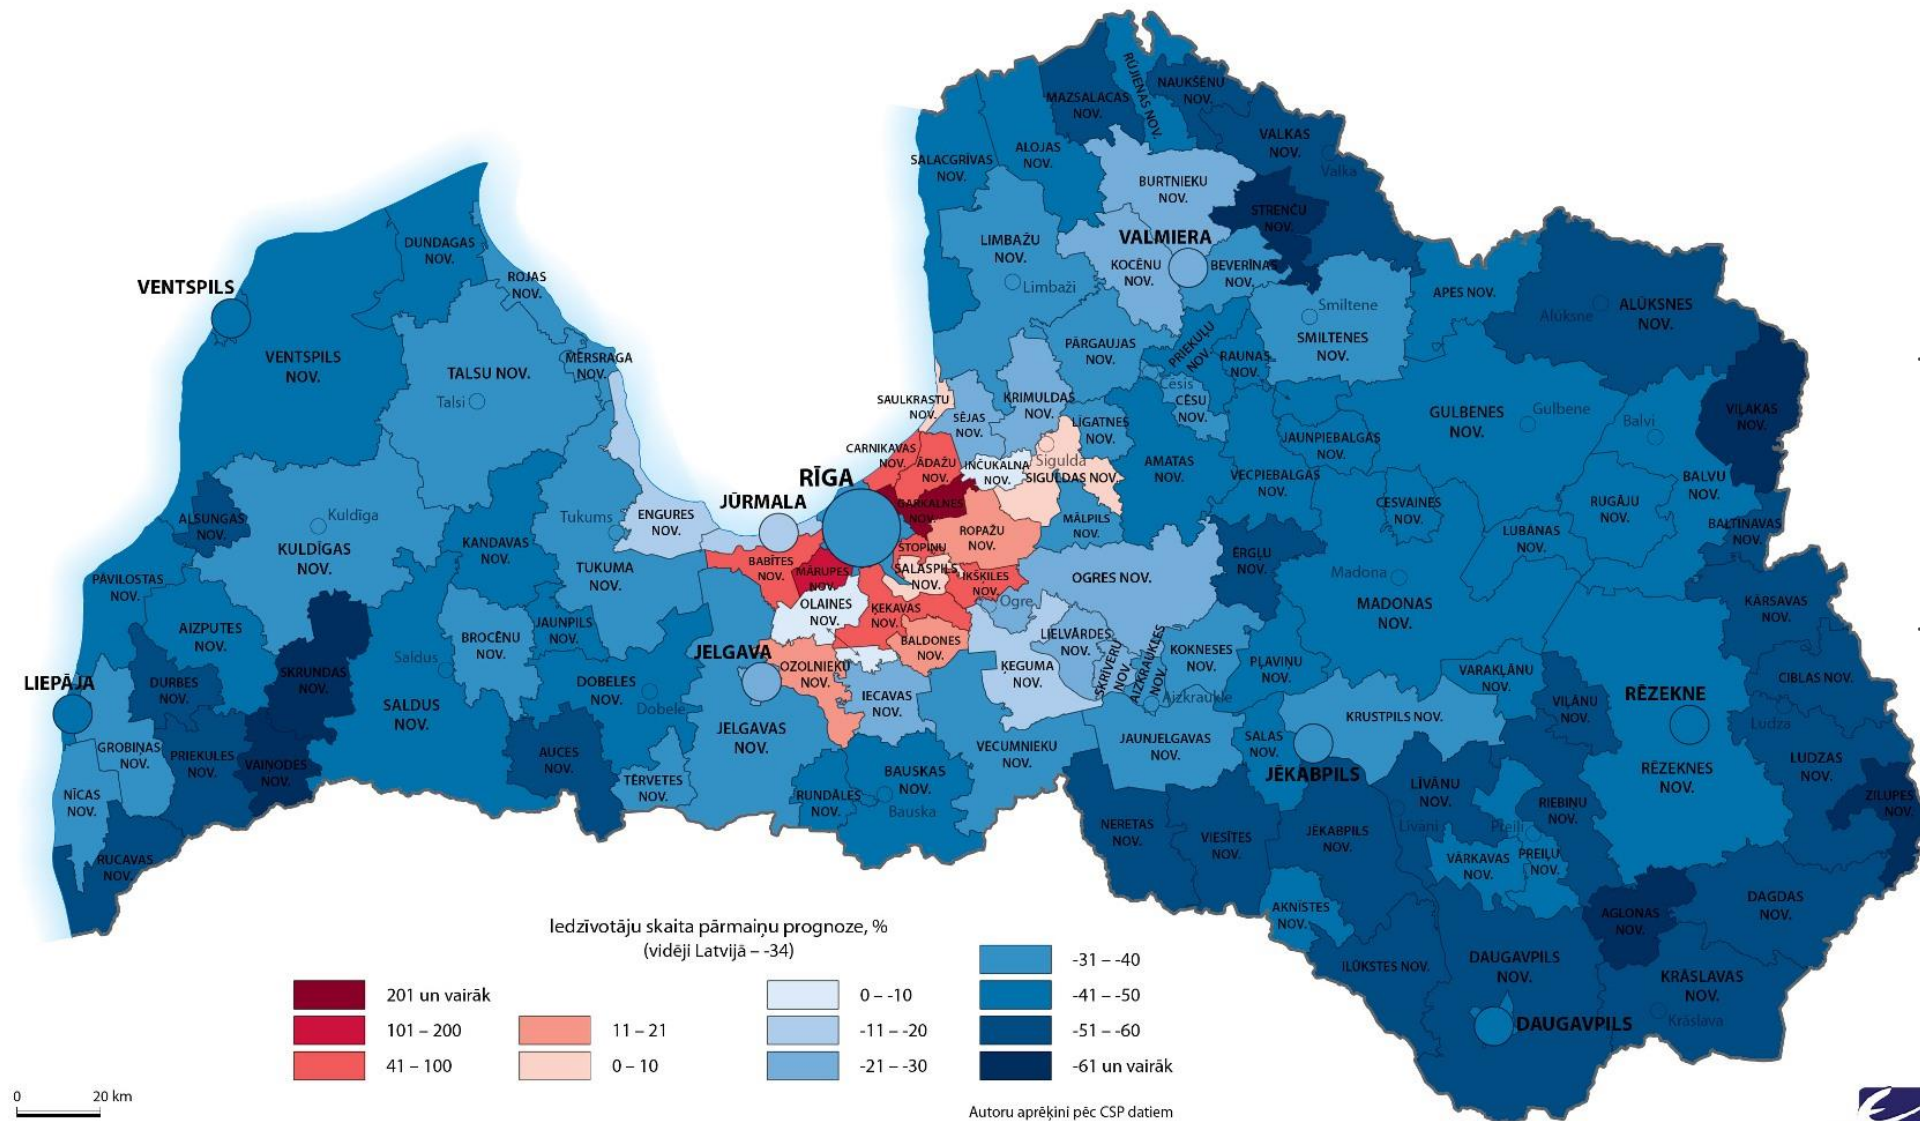 RŪJIENAS NOV.
NAUKŠĒNU
NOV.
MAZSALACAS
NOV.
VALKAS
NOV.
Valka
ALOJAS
NOV.
SALACGRĪVAS
NOV.
BURTNIEKU
NOV.
STRENČU
NOV.
VALMIERA
LIMBAŽU
NOV.
Limbaži
KOCĒNU
NOV.
BEVERĪNAS
NOV.
DUNDAGAS
NOV.
ROJAS
NOV.
VENTSPILS
APES NOV.
Alūksne
ALŪKSNES
NOV.
Smiltene
SMILTENES
NOV.
PĀRGAUJAS
NOV.
PRIEKUĻU
NOV.
RAUNAS
NOV.
VENTSPILS
NOV.
TALSU NOV.
Talsi
MĒRSRAGA
NOV.
Cēsis
CĒSU
NOV.
SAULKRASTU
NOV.
SĒJAS
NOV.
KRIMULDAS
NOV.
LĪGATNES
NOV.
GULBENES
NOV.
Gulbene
Balvi
VIĻAKAS
NOV.
JAUNPIEBALGAS
NOV.
CARNIKAVAS
NOV.
ĀDAŽU
NOV.
INČUKALNA
NOV.
Sigulda
SIGULDAS NOV.
AMATAS
NOV.
VECPIEBALGAS
NOV.
BALVU
NOV.
RĪGA
JŪRMALA
GARKALNES
NOV.
ROPAŽU
NOV.
MĀLPILS
NOV.
CESVAINES
NOV.
RUGĀJU
NOV.
LUBĀNAS
NOV.
BALTINAVAS
NOV.
ALSUNGAS
NOV.
Kuldīga
KULDĪGAS
NOV.
Tukums
ENGURES
NOV.
KANDAVAS
NOV.
TUKUMA
NOV.
BABĪTES
NOV.
MĀRUPES
NOV.
STOPIŅU
SALASPILS
NOV.
IKŠĶILES
NOV.
OGRES NOV.
Ogre
ĒRGĻU
NOV.
Madona
MADONAS
NOV.
KĀRSAVAS
NOV.
PĀVILOSTAS
NOV.
AIZPUTES
NOV.
OLAINES
NOV.
ĶEKAVAS
NOV.
BALDONES
NOV.
LIELVĀRDES
NOV.
SKRĪVERU
NOV.
AIZKRAUKLES
NOV.
KOKNESES
NOV.
PĻAVIŅU
NOV.
VARAKĻĀNU
NOV.
BROCĒNU
NOV.
JAUNPILS
NOV.
Saldus
JELGAVA
OZOLNIEKU
NOV.
IECAVAS
NOV.
ĶEGUMA
NOV.
Aizkraukle
LIEPĀJA
DURBES
NOV.
SKRUNDAS
NOV.
SALDUS
NOV.
DOBELES
NOV.
Dobele
JELGAVAS
NOV.
VIĻĀNU
NOV.
RĒZEKNE
CIBLAS NOV.
Ludza
LUDZAS
NOV.
KRUSTPILS NOV.
JAUNJELGAVAS
NOV.
SALAS
NOV.
JĒKABPILS
GROBIŅAS
NOV.
PRIEKULES
NOV.
VAIŅODES
NOV.
AUCES
NOV.
TĒRVETES
NOV.
VECUMNIEKU
NOV.
BAUSKAS
NOV.
Bauska
RUNDĀLES
NOV.
NĪCAS
NOV.
RUCAVAS
NOV.
RĒZEKNES
NOV.
ZILUPES
NOV.
LĪVĀNU
NOV.
Līvāni
RIEBIŅU
NOV.
Preiļi
PREIĻU
NOV.
VĀRKAVAS
NOV.
NERETAS
NOV.
VIESĪTES
NOV.
JĒKABPILS
NOV.
AKNĪSTES
NOV.
AGLONAS
NOV.
DAGDAS
NOV.
ILŪKSTES NOV.
DAUGAVPILS
NOV.
DAUGAVPILS
KRĀSLAVAS
NOV.
Krāslava
Iedzīvotāju skaita pārmaiņu prognoze, %
(vidēji Latvijā – -34)
201 un vairāk
101 – 200
41 – 100
11 – 21
0 – 10
0 – -10
-11 – -20
-21 – -30
-31 – -40
-41 – -50
-51 – -60
-61 un vairāk
0 20 km
Autoru aprēķini pēc CSP datiem